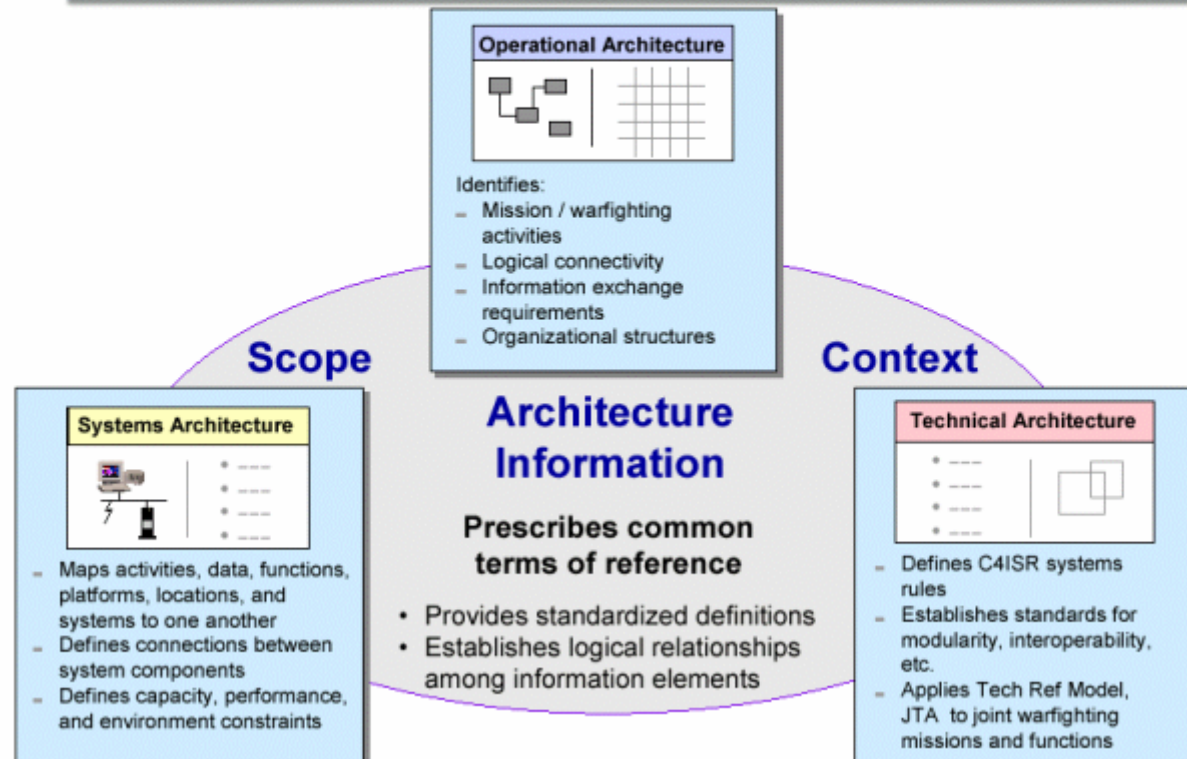 Operational Architecture
Identifies:
– Mission / warfighting
activities
– Logical connectivity
– Information exchange
requirements
– Organizational structures
Scope
Context
Systems Architecture
– Maps activities, data, functions,
platforms, locations, and
systems to one another
– Defines connections between
system components
– Defines capacity, performance,
and environment constraints
Architecture
Information
Prescribes common
terms of reference
• Provides standardized definitions
• Establishes logical relationships
among information elements
Technical Architecture
– Defines C4ISR systems
rules
– Establishes standards for
modularity, interoperability,
etc.
– Applies Tech Ref Model,
JTA to joint warfighting
missions and functions